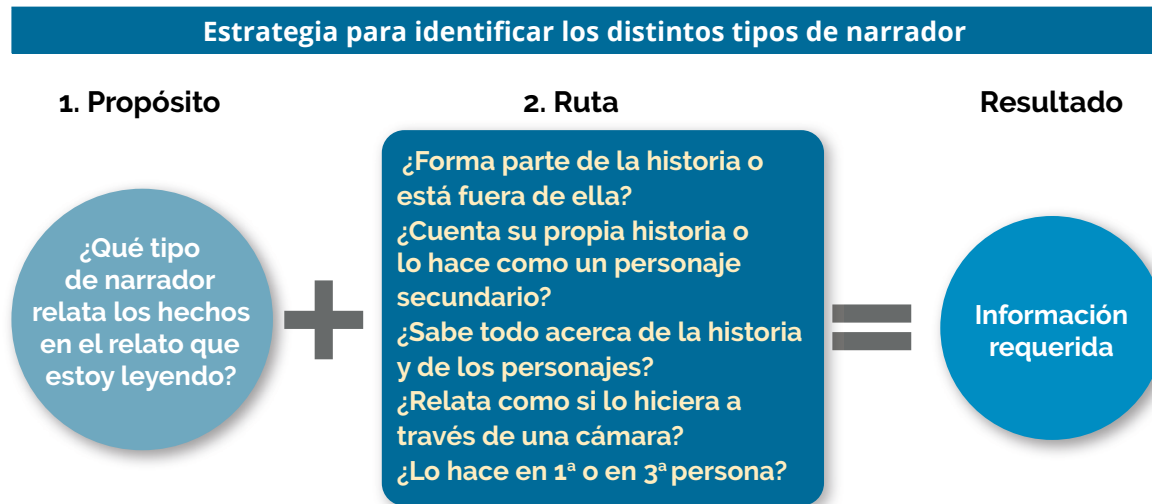 Estrategia para identificar los distintos tipos de narrador
1. Propósito
2. Ruta
Resultado
¿Qué tipo
de narrador
relata los hechos
en el relato que
estoy leyendo?
¿Forma parte de la historia o
está fuera de ella?
¿Cuenta su propia historia o
lo hace como un personaje
secundario?
¿Sabe todo acerca de la historia
y de los personajes?
¿Relata como si lo hiciera a
través de una cámara?
¿Lo hace en 1ª o en 3ª persona?
Información
requerida